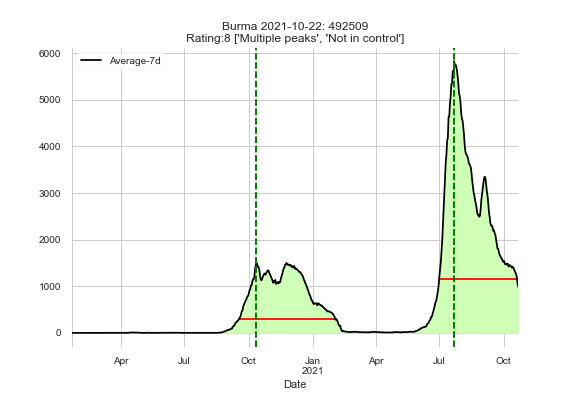 Burma 2021-10-22: 492509
Rating:8 ['Multiple peaks', 'Not in control']
Average-7d
6000
5000
4000
3000
2000
1000
0
Apr Jul Oct Jan Apr Jul Oct
2021
Date